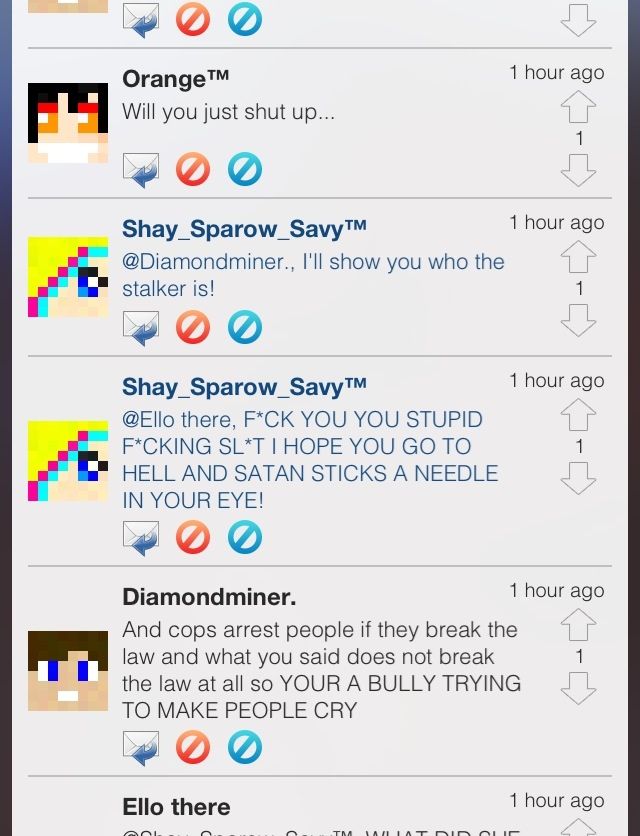 Orange™
1 hour ago
Will you just shut up...
1
Shay_Sparow_Savy™
1 hour ago
@Diamondminer., I'll show you who the
stalker is!
1
Shay_Sparow_Savy™
1 hour ago
@Ello there, F*CK YOU YOU STUPID
F*CKING SL*T I HOPE YOU GO TO
HELL AND SATAN STICKS A NEEDLE
IN YOUR EYE!
1
Diamondminer.
1 hour ago
And cops arrest people if they break the
law and what you said does not break
the law at all so YOUR A BULLY TRYING
TO MAKE PEOPLE CRY
1
Ello there
1 hour ago
@Shay_Sparow_Savy™, WHAT DID SHE